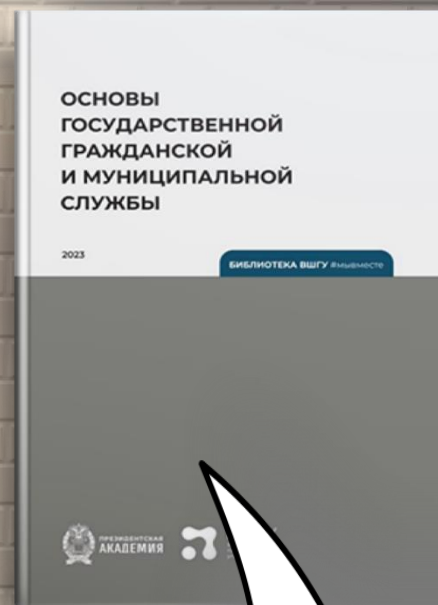 ОСНОВЫ
ГОСУДАРСТВЕННОЙ
ГРАЖДАНСКОЙ
И МУНИЦИПАЛЬНОЙ
СЛУЖБЫ
2023
БИБЛИОТЕКА ВШГУ #мывместе
ПРЕЗИДЕНТСКАЯ
АКАДЕМИЯ